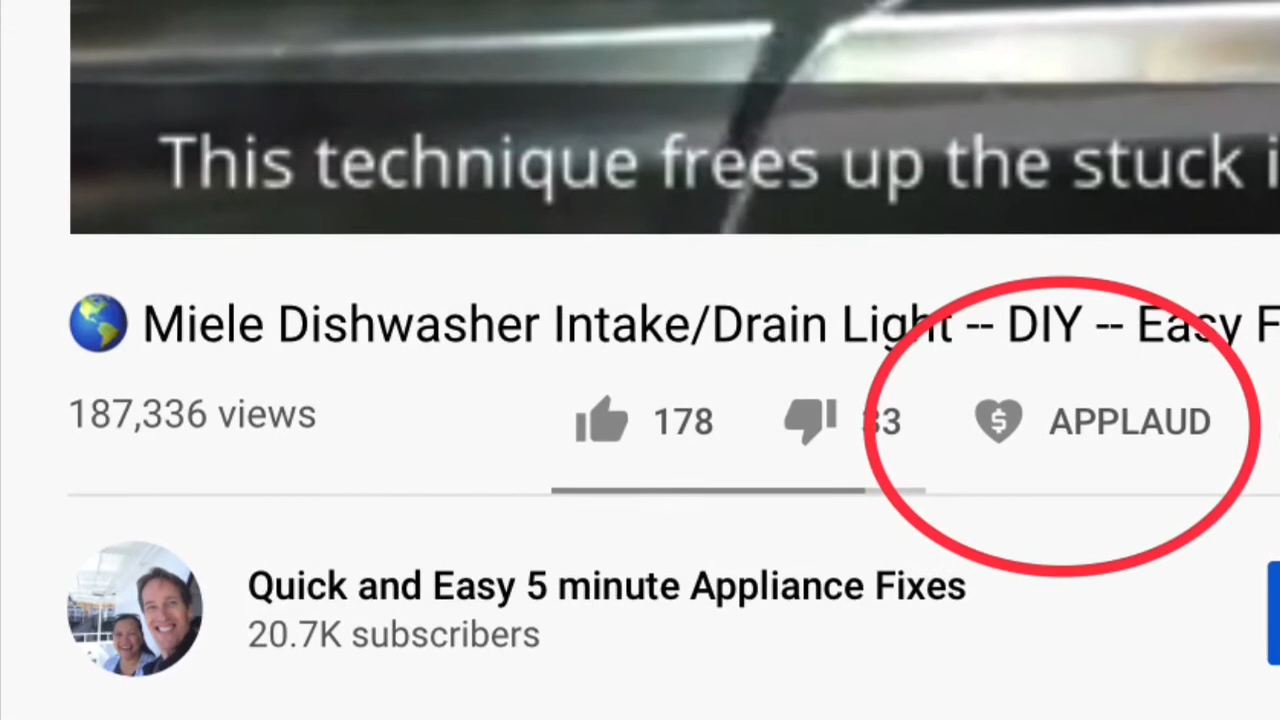 This technique frees up the stuck i
Miele Dishwasher Intake/Drain Light -- DIY -- Easy F
187,336 views
178
33
$ APPLAUD
Quick and Easy 5 minute Appliance Fixes
20.7K subscribers